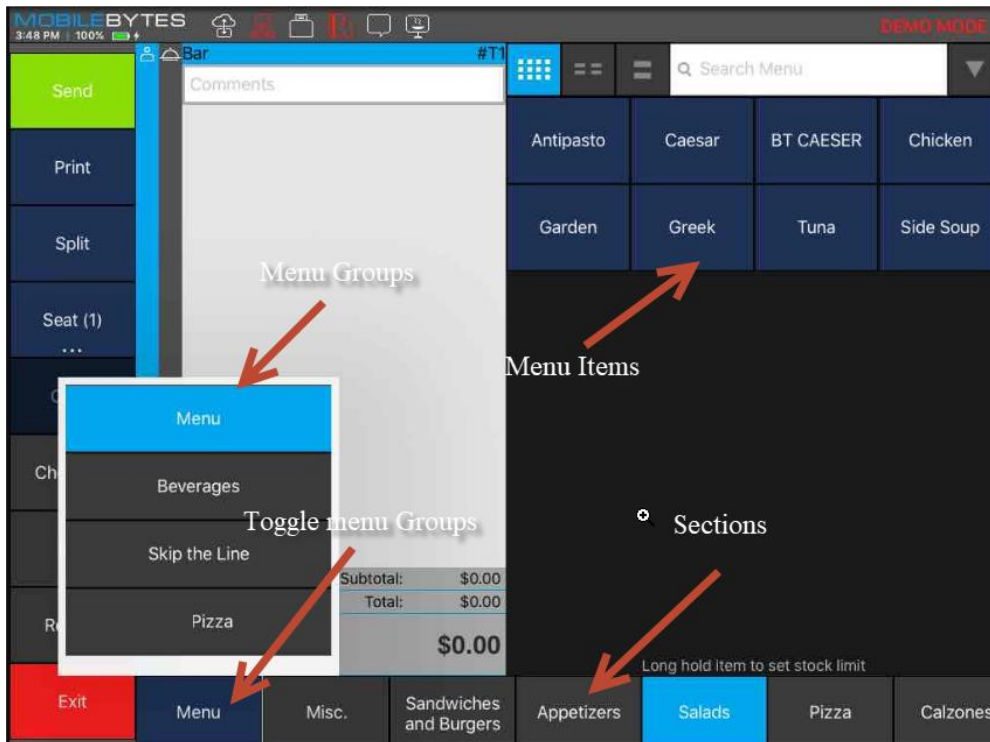 MOBILEBYTES
DEMO MODE
3:48 PM 100%
Bar #T1
Comments
Search Menu
Send
Print
Split
Seat (1)
...
Ch
Antipasto Caesar BT CAESER Chicken
Garden Greek Tuna Side Soup
Menu Groups
Menu Items
Menu
Beverages
Skip the Line
Pizza
Toggle menu Groups
Sections
Subtotal: $0.00
Total: $0.00
$0.00
Long hold item to set stock limit
Exit
Menu
Misc.
Sandwiches
and Burgers
Appetizers
Salads
Pizza
Calzones